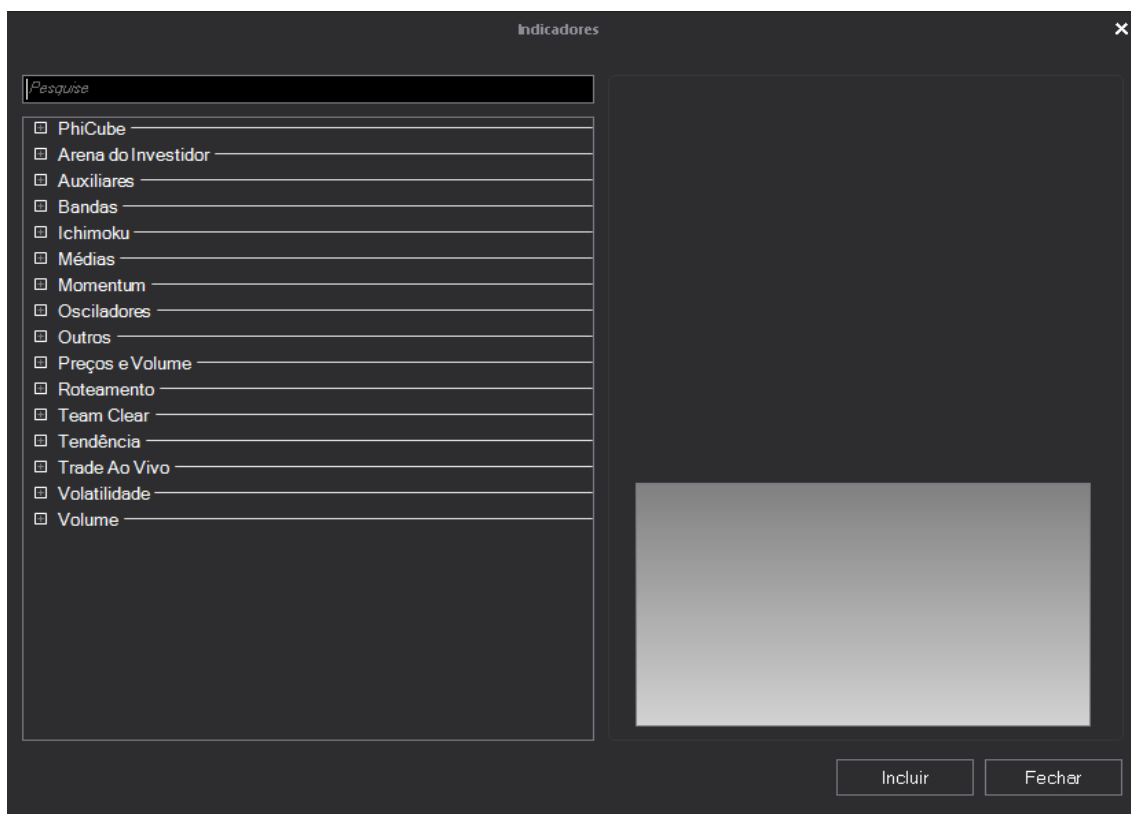 Indicadores
Pesquise
PhiCube
Arena do Investidor
Auxiliares
Bandas
Ichimoku
Médias
Momentum
Osciladores
Outros
Preços e Volume
Roteamento
Team Clear
Tendência
Trade Ao Vivo
Volatilidade
Volume
Incluir
Fechar